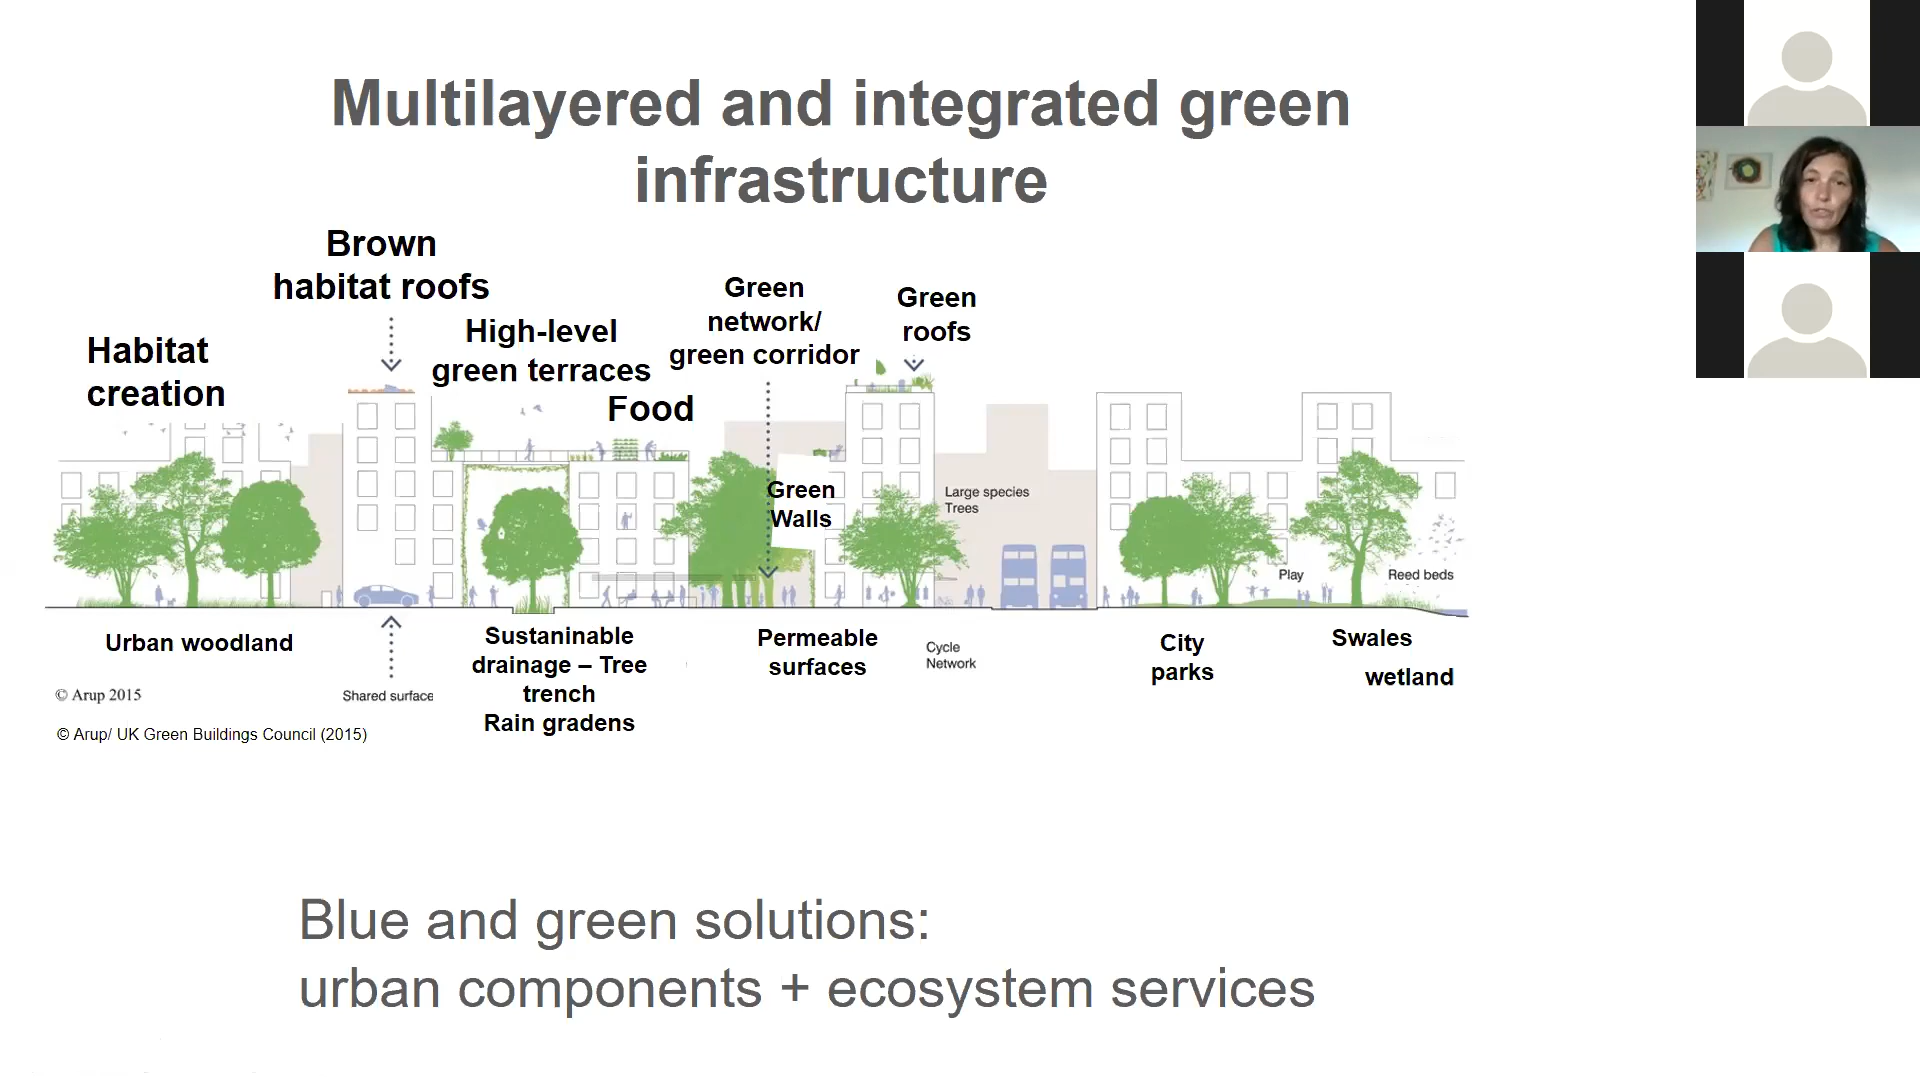 Multilayered and integrated green
infrastructure
Brown
habitat roofs
Habitat
creation
High-level
green terraces
Food
Green
network/
green corridor
Green
roofs
Green
Walls
Large species
Trees
Play
Reed beds
Urban woodland
Shared surface
Sustaninable
drainage – Tree
trench
Rain gradens
Permeable
surfaces
Cycle
Network
City
parks
Swales
wetland
© Arup 2015
© Arup/ UK Green Buildings Council (2015)
Blue and green solutions:
urban components + ecosystem services